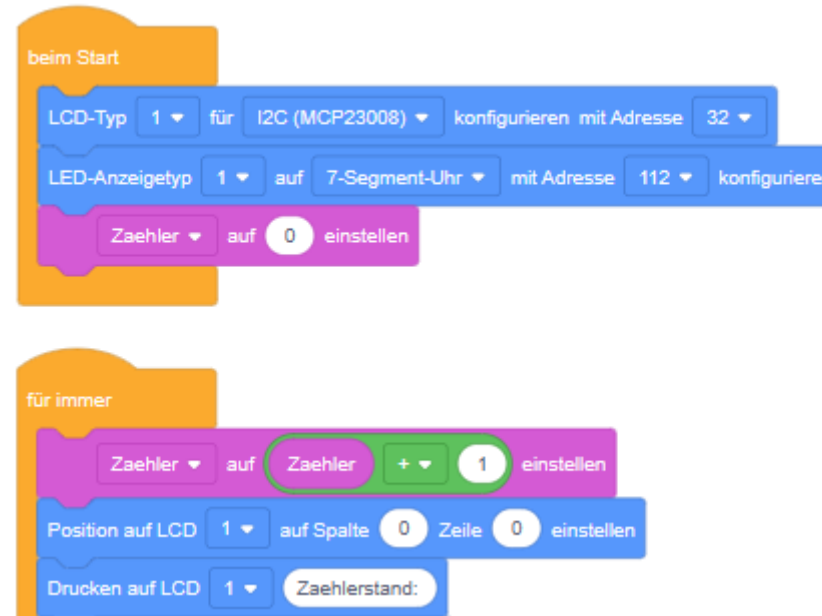 beim Start
LCD-Typ 1 für I2C (MCP23008) konfigurieren mit Adresse 32
LED-Anzeigetyp 1 auf 7-Segment-Uhr mit Adresse 112 konfiguriere
Zaehler auf 0 einstellen
für immer
Zaehler auf Zaehler + 1 einstellen
Position auf LCD 1 auf Spalte 0 Zeile 0 einstellen
Drucken auf LCD 1 Zaehlerstand: